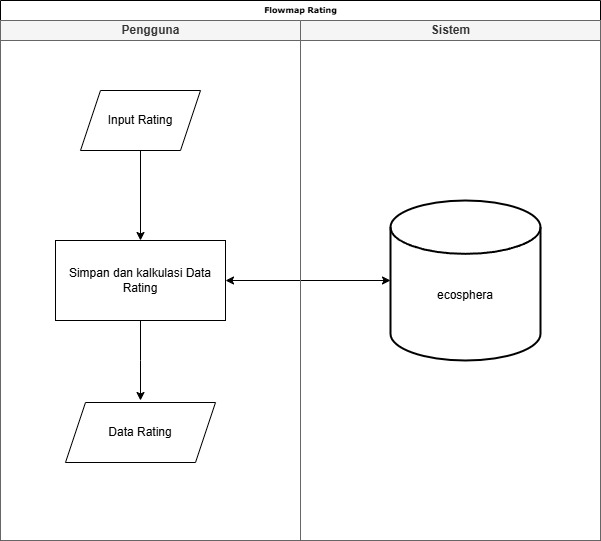 Flowmap Rating
Pengguna
Sistem
Input Rating
Simpan dan kalkulasi Data
Rating
ecosphera
Data Rating